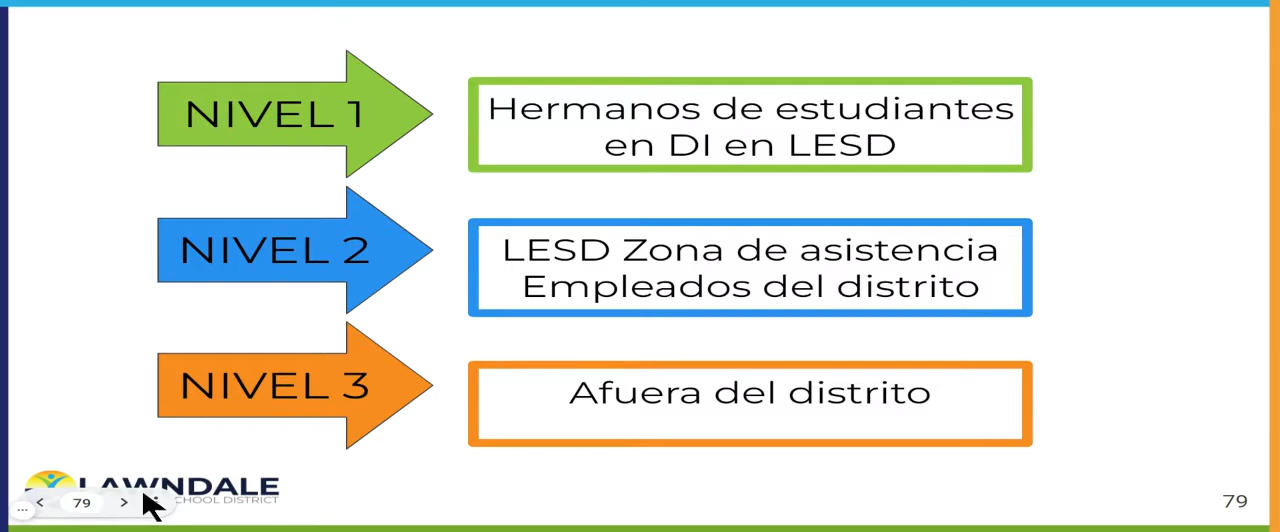 NIVEL 1
Hermanos de estudiantes
en DI en LESD
NIVEL 2
LESD Zona de asistencia
Empleados del distrito
NIVEL 3
Afuera del distrito
LAWNDALE
SCHOOL DISTRICT
... < 79 >
79